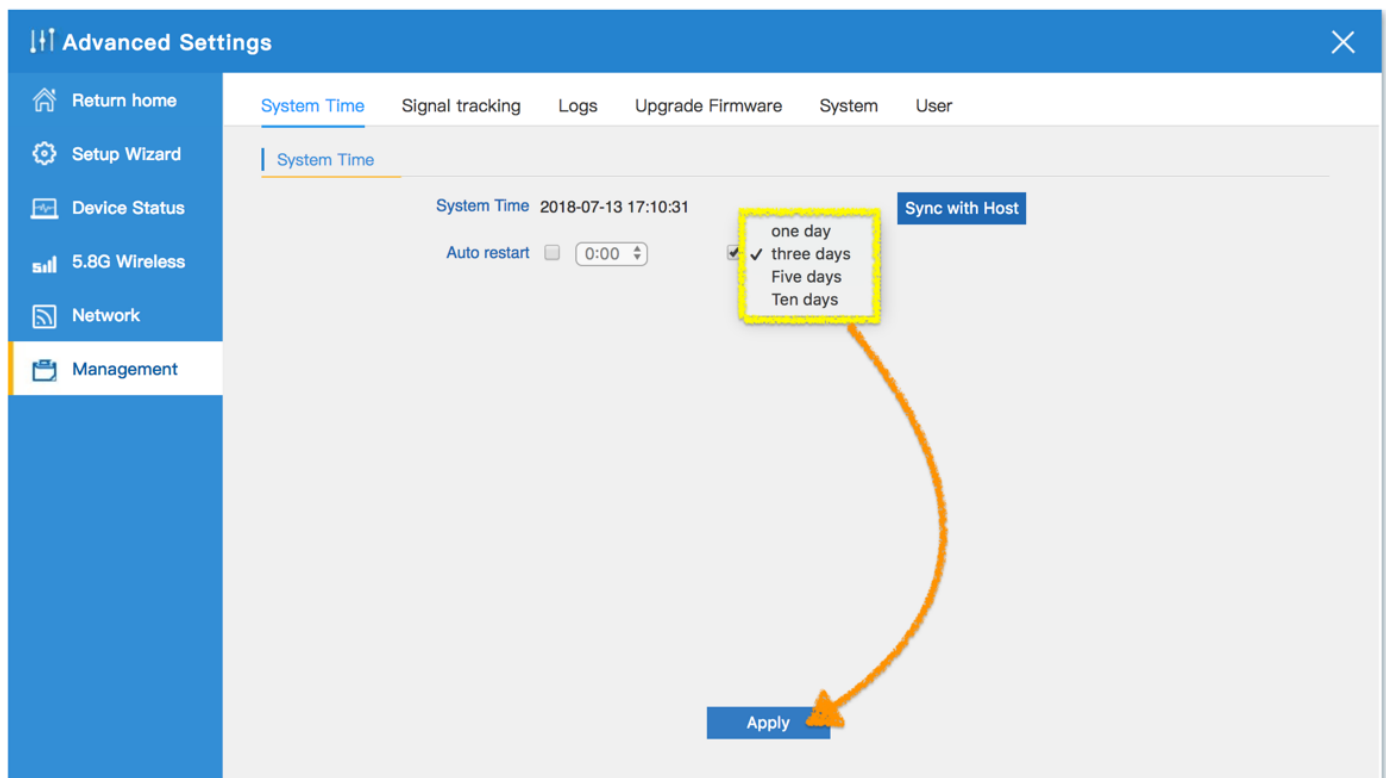 Advanced Settings
Return home
Setup Wizard
Device Status
5.8G Wireless
Network
Management
System Time Signal tracking Logs Upgrade Firmware System User
System Time
System Time 2018-07-13 17:10:31 Sync with Host
Auto restart 0:00
one day
three days
Five days
Ten days
Apply